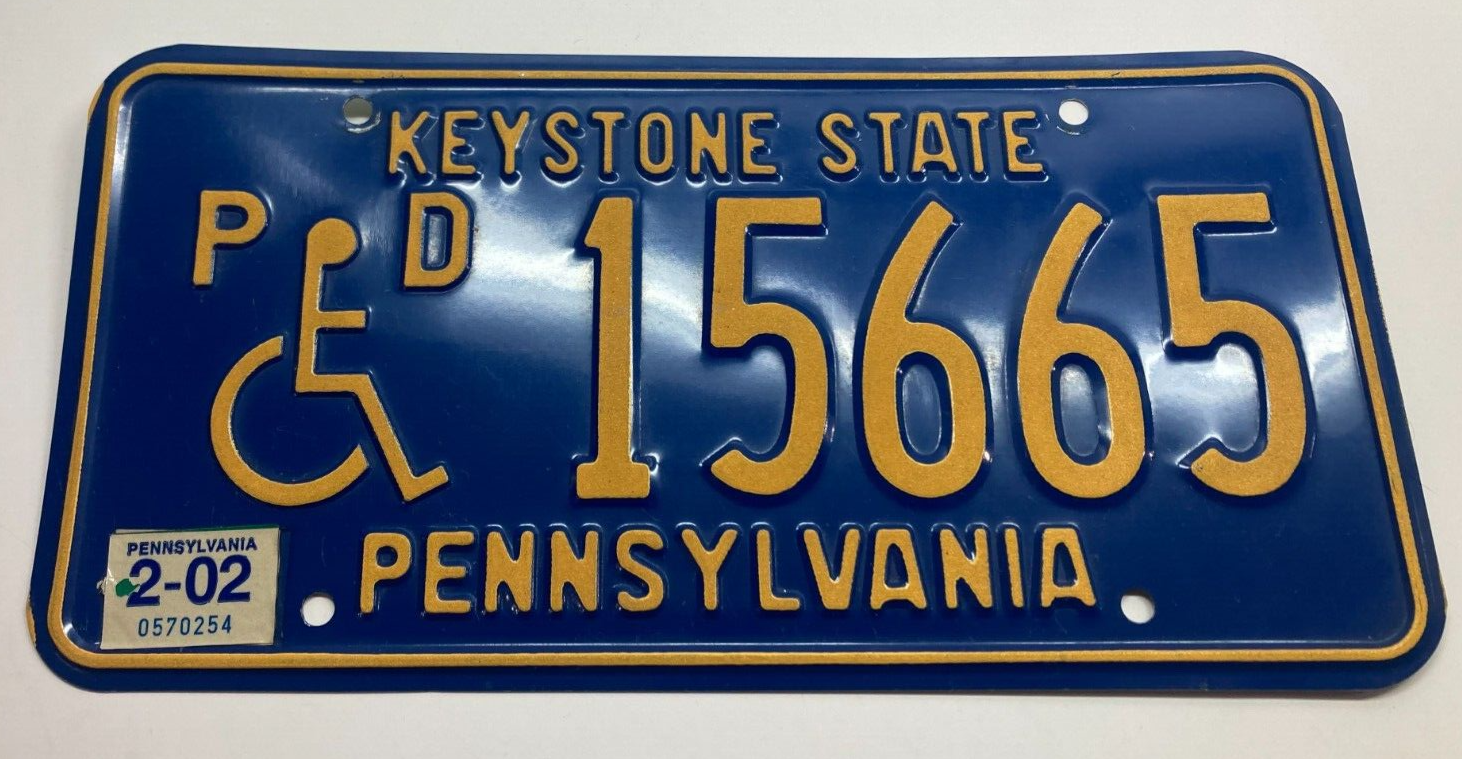 KEYSTONE STATE
P D 15665
PENNSYLVANIA
PENNSYLVANIA
2-02
0570254